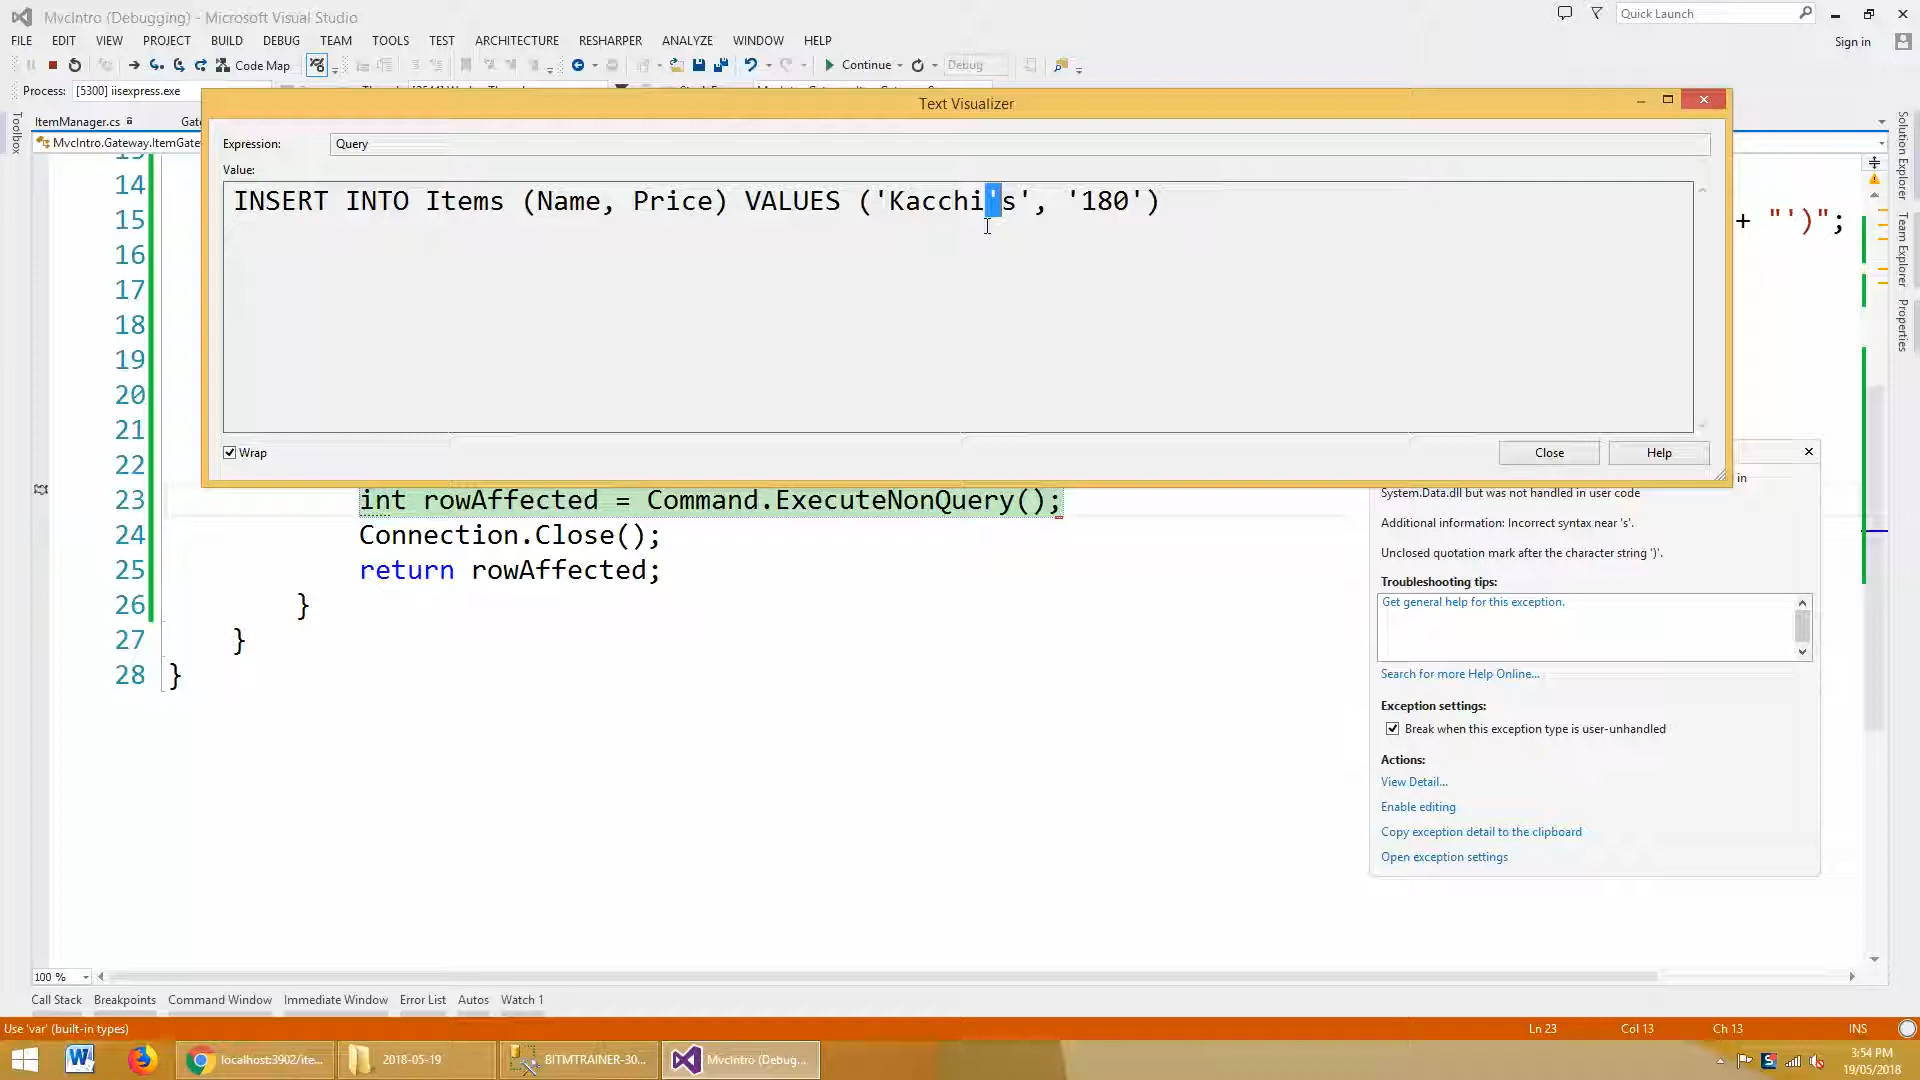 MvcIntro (Debugging) - Microsoft Visual Studio
Quick Launch
FILE EDIT VIEW PROJECT BUILD DEBUG TEAM TOOLS TEST ARCHITECTURE RESHARPER ANALYZE WINDOW HELP
Sign in
Code Map
Continue
Debug
Process: [5300] iisexpress.exe
Text Visualizer
Toolbox
ItemManager.cs
MvcIntro.Gateway.ItemGate
Expression: Query
Value:
INSERT INTO Items (Name, Price) VALUES ('Kacchi's', '180')
Wrap
Close
Help
Solution Explorer
Team Explorer
Properties
14
15 + "')";
16
17
18
19
20
21
22
23 int rowAffected = Command.ExecuteNonQuery();
24 Connection.Close();
25 return rowAffected;
26 }
27 }
28 }
in
System.Data.dll but was not handled in user code
Additional information: Incorrect syntax near 's'.
Unclosed quotation mark after the character string ')'.
Troubleshooting tips:
Get general help for this exception.
Search for more Help Online...
Exception settings:
Break when this exception type is user-unhandled
Actions:
View Detail...
Enable editing
Copy exception detail to the clipboard
Open exception settings
100 %
Call Stack Breakpoints Command Window Immediate Window Error List Autos Watch 1
Use 'var' (built-in types)
Ln 23 Col 13 Ch 13 INS
localhost:3902/ite...
2018-05-19
BITMTRAINER-30...
MvcIntro (Debug...
3:54 PM
19/05/2018